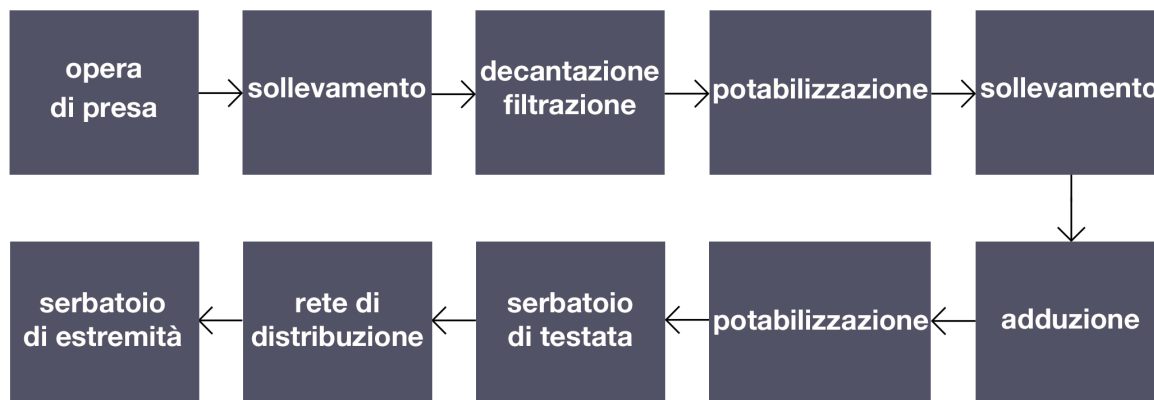 opera
di presa
sollevamento
decantazione
filtrazione
potabilizzazione
sollevamento
adduzione
potabilizzazione
serbatoio
di testata
rete di
distribuzione
serbatoio
di estremità